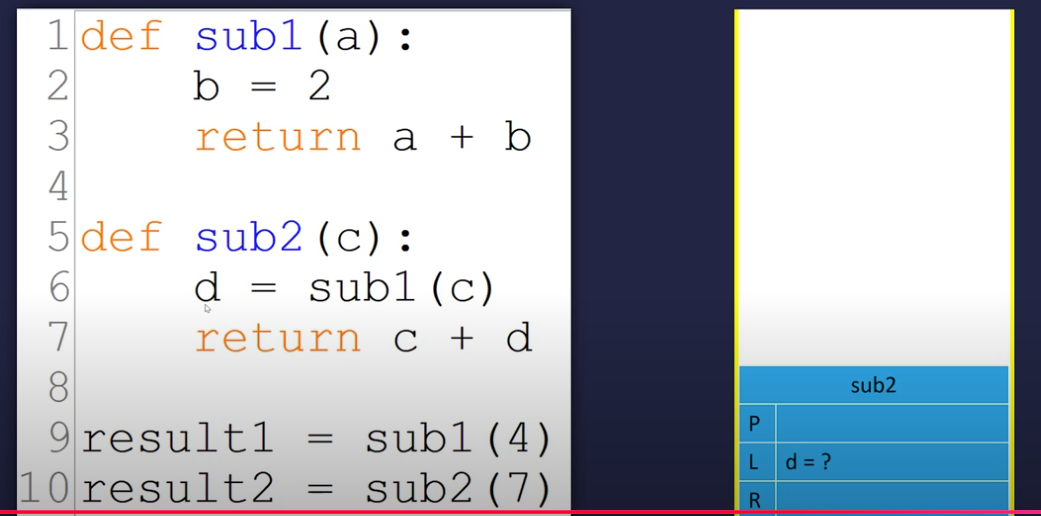 1 def sub1(a):
2 b = 2
3 return a + b
4
5 def sub2(c):
6 d = sub1(c)
7 return c + d
8
9 result1 = sub1(4)
10 result2 = sub2(7)
sub2
P
L d = ?
R